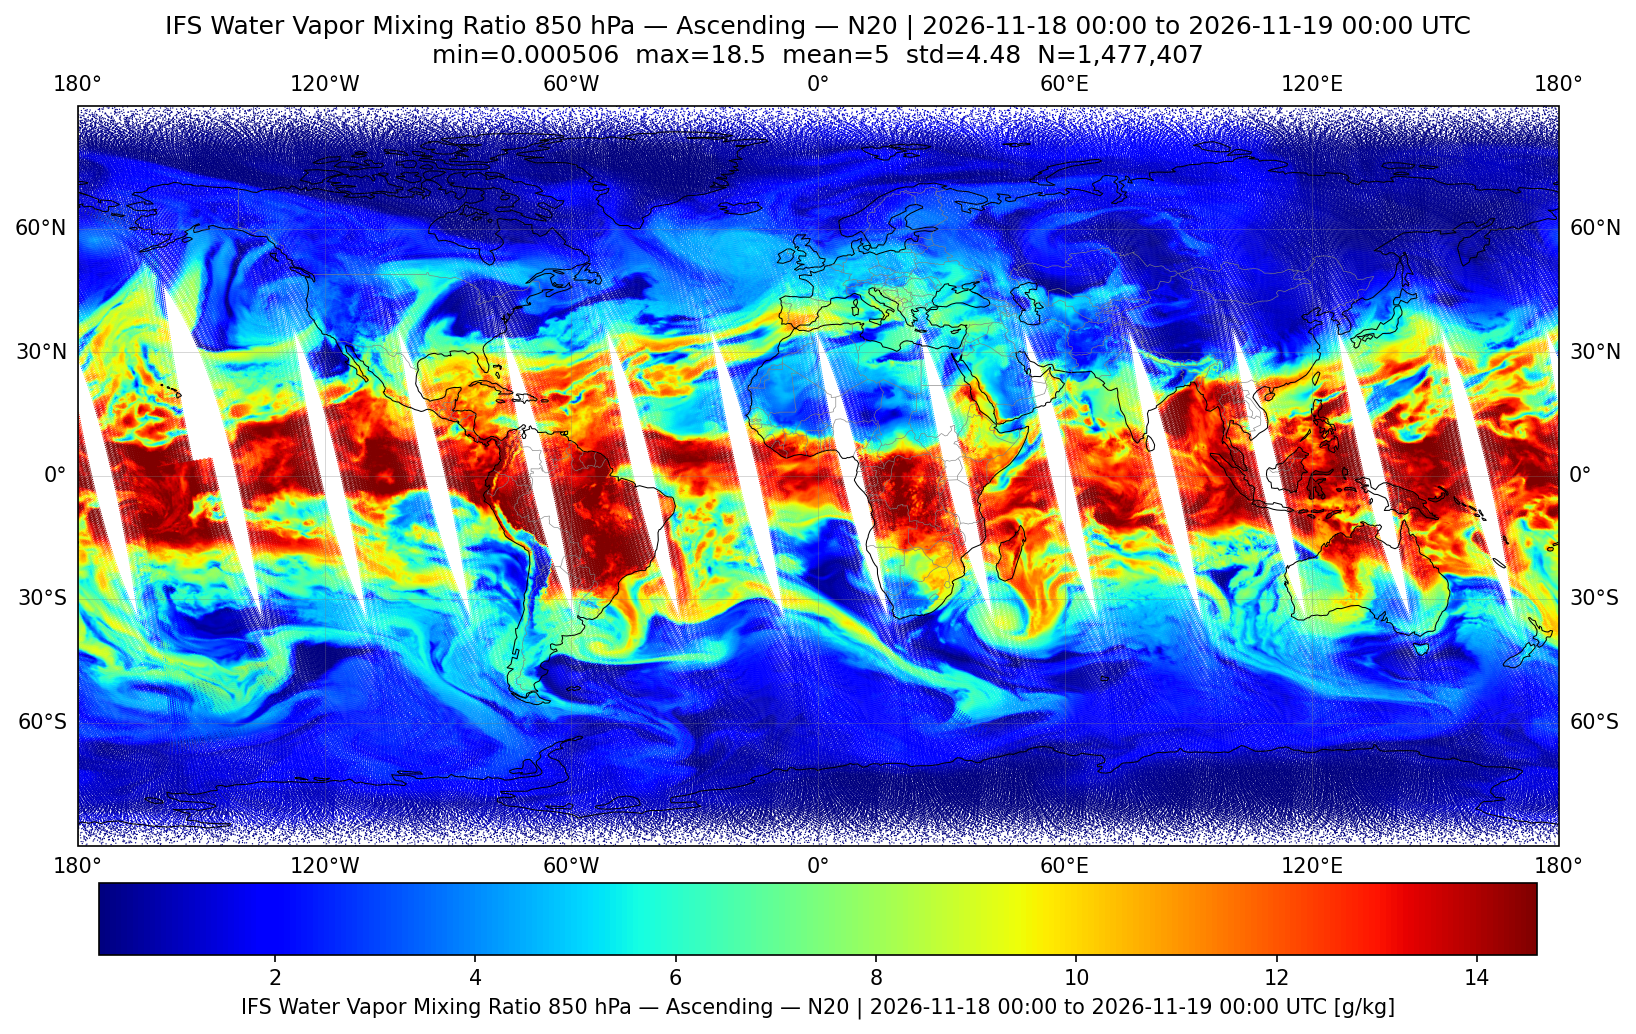 IFS Water Vapor Mixing Ratio 850 hPa — Ascending — N20 | 2026-11-18 00:00 to 2026-11-19 00:00 UTC
min=0.000506  max=18.5  mean=5  std=4.48  N=1,477,407
180° 120°W 60°W 0° 60°E 120°E 180°
60°N 60°N
30°N 30°N
0° 0°
30°S 30°S
60°S 60°S
180° 120°W 60°W 0° 60°E 120°E 180°
2 4 6 8 10 12 14
IFS Water Vapor Mixing Ratio 850 hPa — Ascending — N20 | 2026-11-18 00:00 to 2026-11-19 00:00 UTC [g/kg]